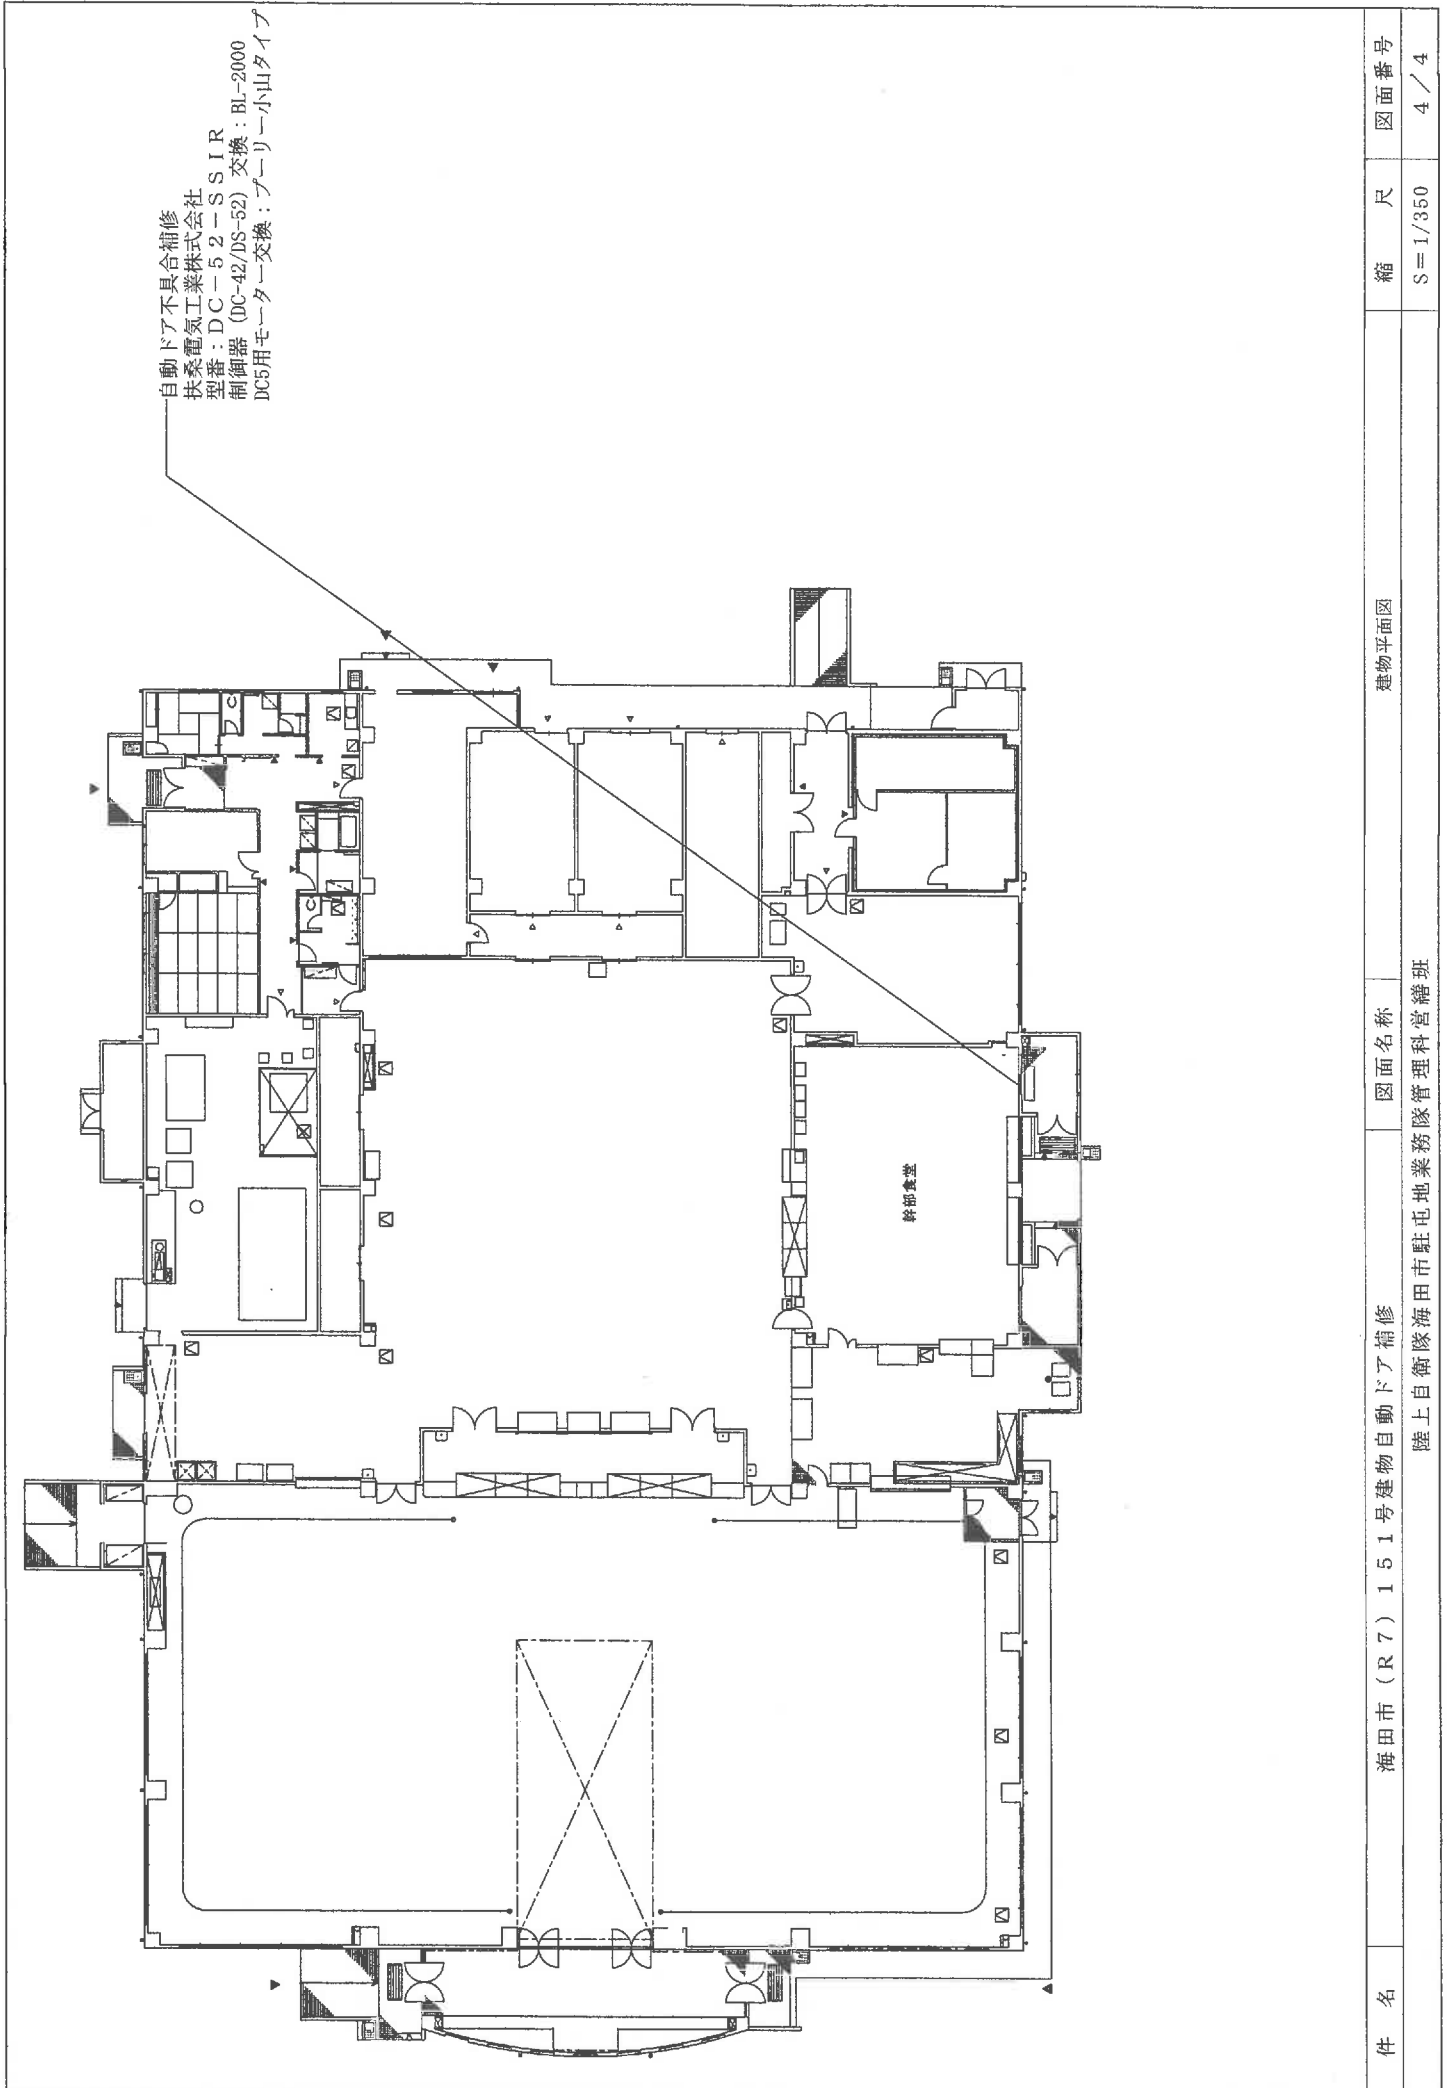 自動ドア不具合補修
扶桑電気工業株式会社
型番：ＤＣ－５２－ＳＳＩＲ
制御器（DC-42/DS-52）交換：BL-2000
DC5用モーター交換：プーリー小山タイプ
幹部食堂
件　名
海田市（Ｒ７）１５１号建物自動ドア補修
図面名称
建物平面図
縮　尺
図面番号
陸上自衛隊海田市駐屯地業務隊管理科営繕班
Ｓ＝1/350
４／４